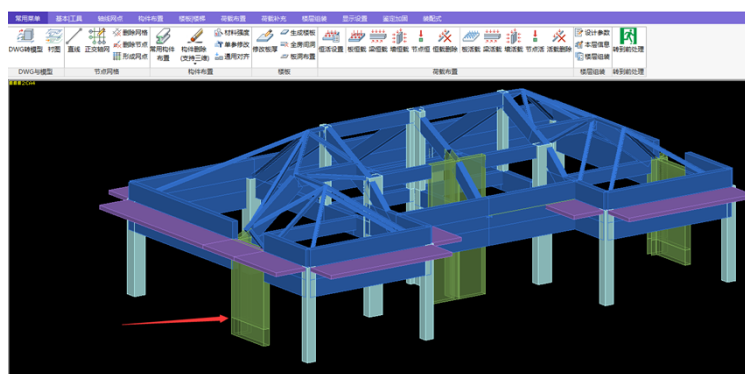 常用菜单 基本工具 轴线网点 构件布置 楼板|楼梯 荷载布置 荷载补充 楼层组装 显示设置 鉴定加固 装配式
DWG转模型 衬图 直线 正交轴网 删除网格 删除节点 形成网点 常用构件布置 构件删除(支持三维) 材料强度 单参修改 通用对齐 修改板厚 生成楼板 全房间洞 板洞布置 恒活设置 板恒载 梁恒载 墙恒载 节点恒 恒载删除 板活载 梁活载 墙活载 节点活 活载删除 设计参数 本层信息 楼层组装 转到前处理
DWG与模型 节点网格 构件布置 楼板 荷载布置 楼层组装 转到前处理